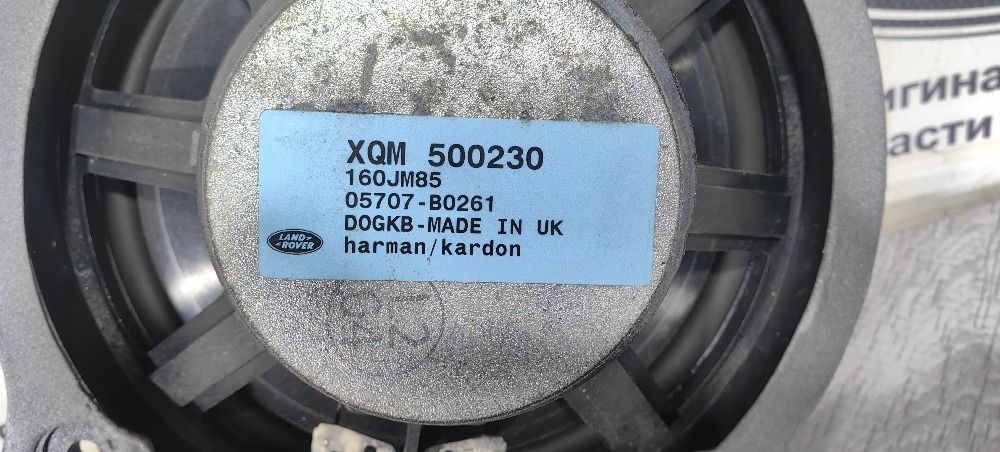 XQM 500230
160JM85
05707-B0261
DOGKB-MADE IN UK
LAND-
-ROVER
harman/kardon
игина
асти